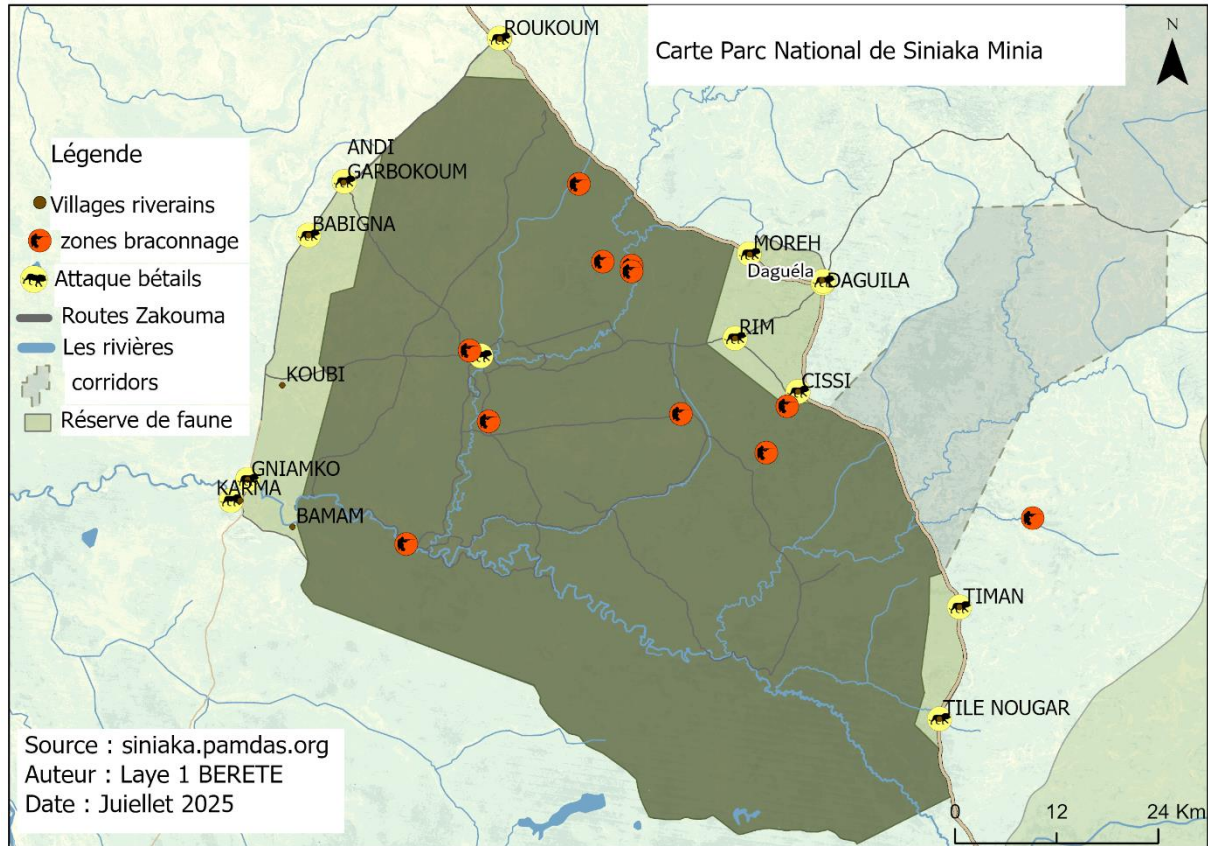 Carte Parc National de Siniaka Minia
N
ROUKOUM
ANDI
GARBOKOUM
BABIGNA
MOREH
Daguéla
DAGUILA
RIM
CISSI
KOUBI
GNIAMKO
KARMA
BAMAM
TIMAN
TILE NOUGAR
Légende
Villages riverains
zones braconnage
Attaque bétails
Routes Zakouma
Les rivières
corridors
Réserve de faune
Source : siniaka.pamdas.org
Auteur : Laye 1 BERETE
Date : Juiellet 2025
0 12 24 Km